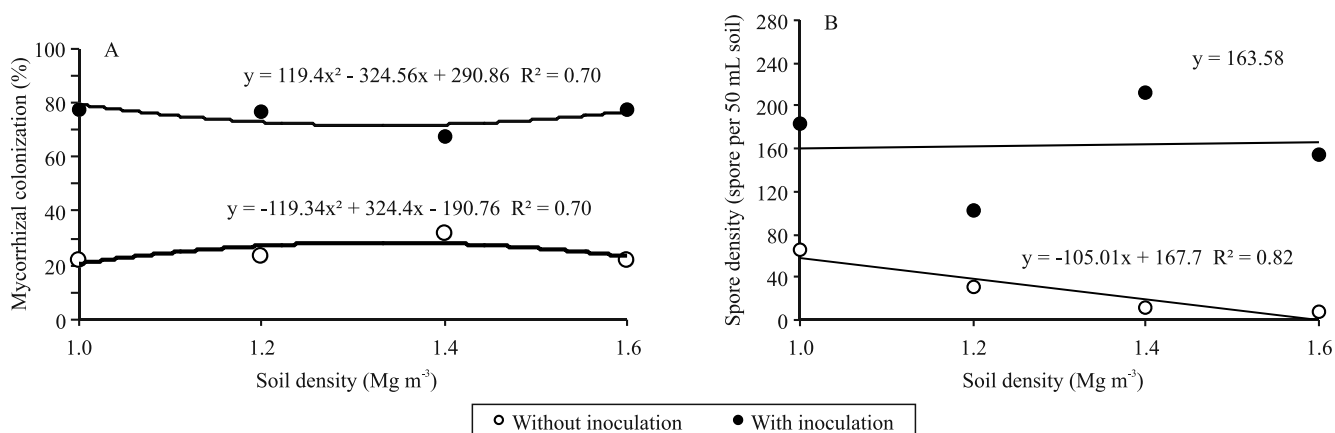 A
Mycorrhizal colonization (%)
100
80
60
40
20
0
y = 119.4x² - 324.56x + 290.86 R² = 0.70
y = -119.34x² + 324.4x - 190.76 R² = 0.70
1.0 1.2 1.4 1.6
Soil density (Mg m⁻³)
B
Spore density (spore per 50 mL soil)
280
240
200
160
120
80
40
0
y = 163.58
y = -105.01x + 167.7 R² = 0.82
1.0 1.2 1.4 1.6
Soil density (Mg m⁻³)
Without inoculation With inoculation